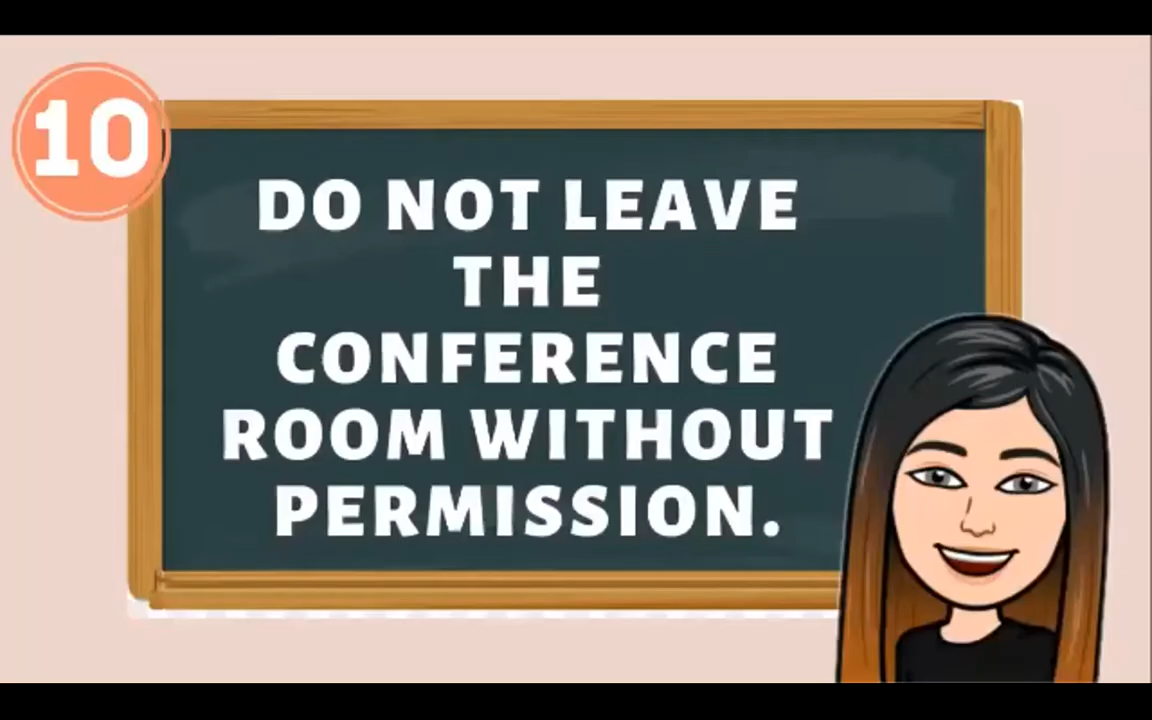 10
DO NOT LEAVE
THE
CONFERENCE
ROOM WITHOUT
PERMISSION.